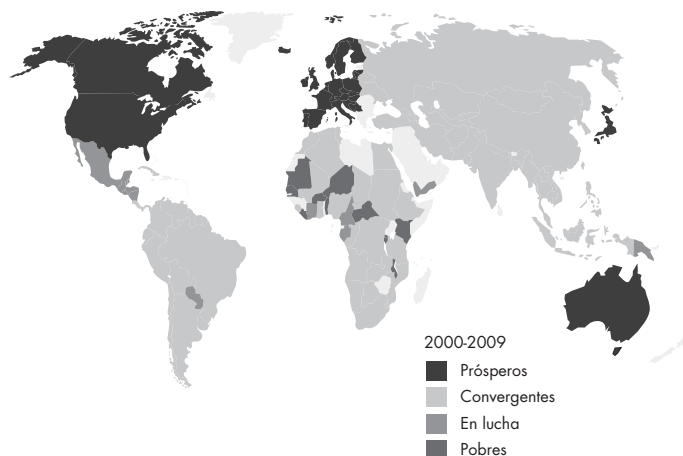 2000-2009
Prósperos
Convergentes
En lucha
Pobres